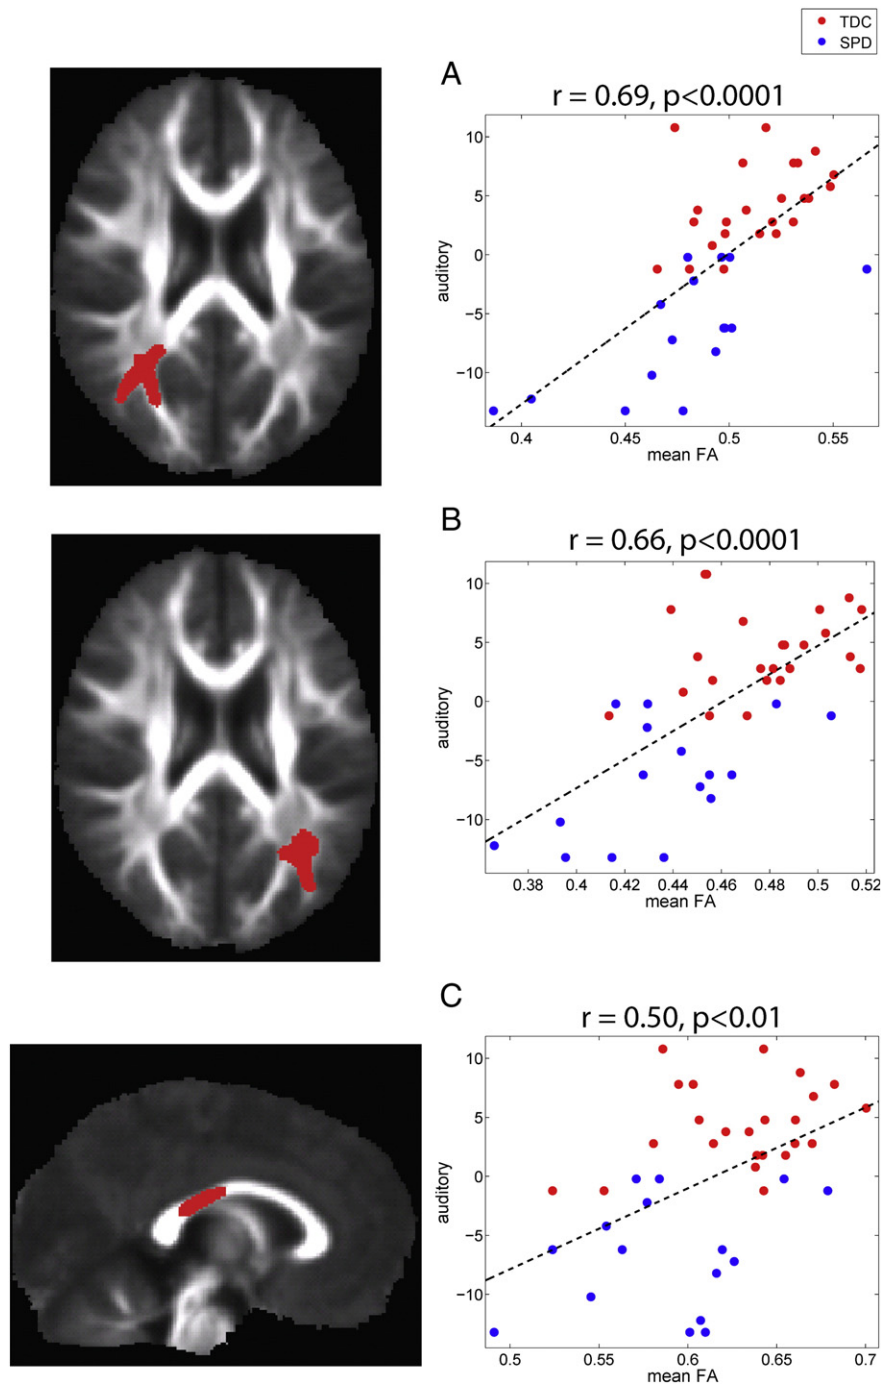 TDC
SPD
A
r = 0.69, p<0.0001
10
5
0
−5
−10
auditory
0.4 0.45 0.5 0.55
mean FA
B
r = 0.66, p<0.0001
10
5
0
−5
−10
auditory
0.38 0.4 0.42 0.44 0.46 0.48 0.5 0.52
mean FA
C
r = 0.50, p<0.01
10
5
0
−5
−10
auditory
0.5 0.55 0.6 0.65 0.7
mean FA